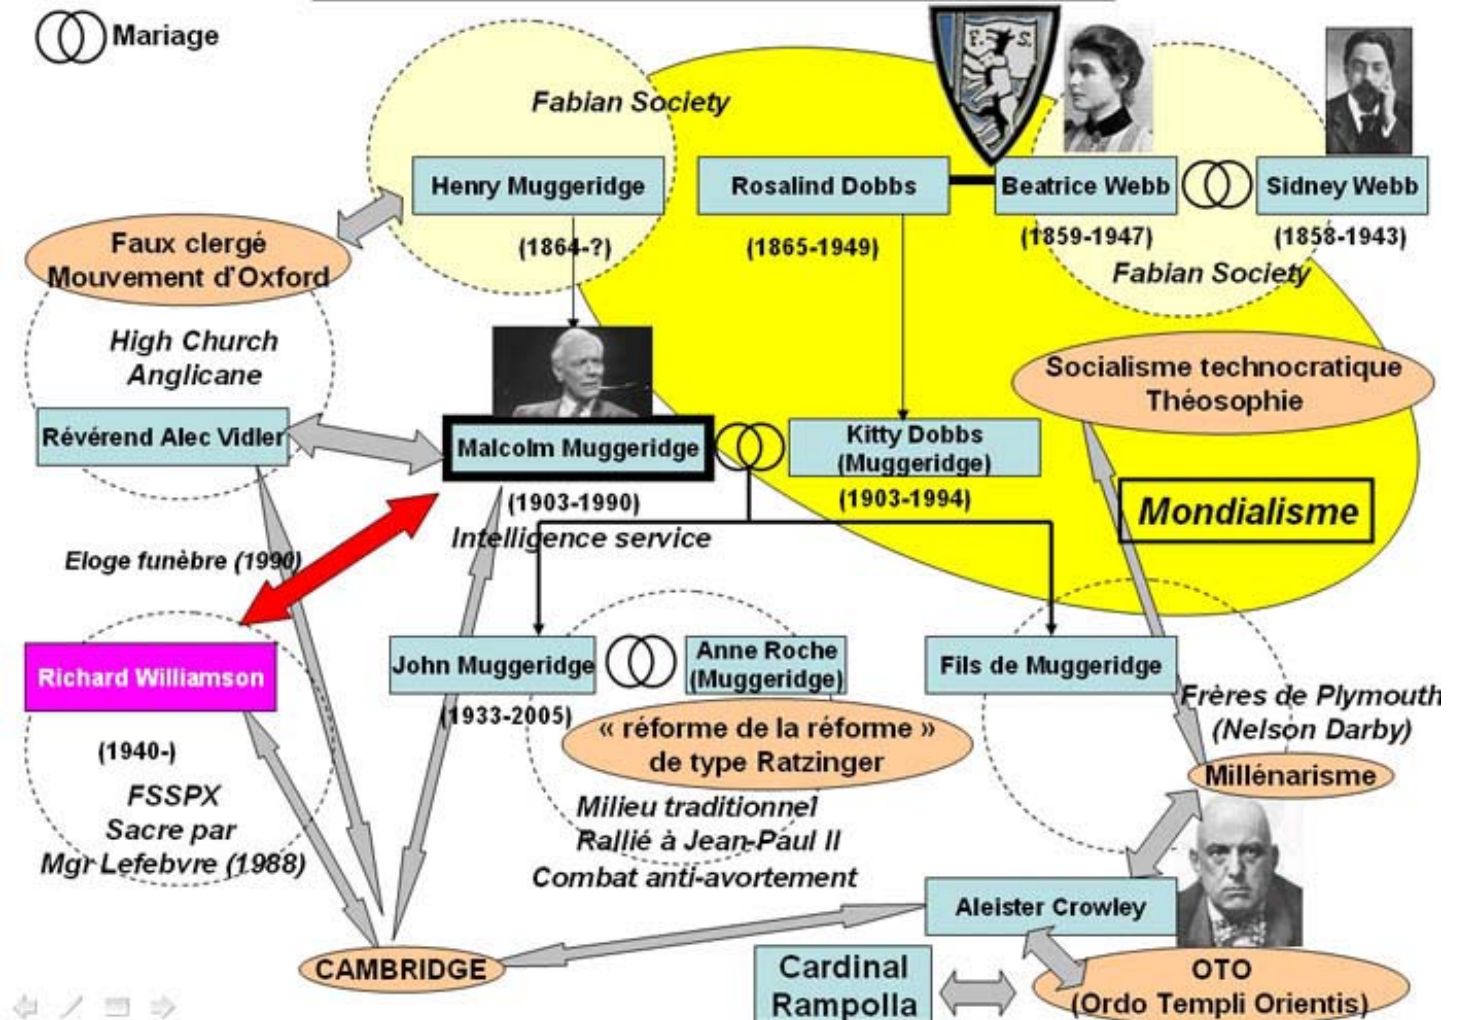 Mariage
Fabian Society
F. S.
Henry Muggeridge
Rosalind Dobbs
Beatrice Webb
Sidney Webb
(1864-?)
(1865-1949)
(1859-1947)
(1858-1943)
Fabian Society
Faux clergé
Mouvement d'Oxford
High Church
Anglicane
Socialisme technocratique
Théosophie
Révérend Alec Vidler
Malcolm Muggeridge
Kitty Dobbs
(Muggeridge)
(1903-1990)
(1903-1994)
Intelligence service
Mondialisme
Eloge funèbre (1990)
Richard Williamson
John Muggeridge
Anne Roche
(Muggeridge)
Fils de Muggeridge
(1933-2005)
Frères de Plymouth
(Nelson Darby)
« réforme de la réforme »
de type Ratzinger
Millénarisme
(1940-)
FSSPX
Sacre par
Mgr Lefebvre (1988)
Milieu traditionnel
Rallié à Jean-Paul II
Combat anti-avortement
Aleister Crowley
CAMBRIDGE
Cardinal
Rampolla
OTO
(Ordo Templi Orientis)